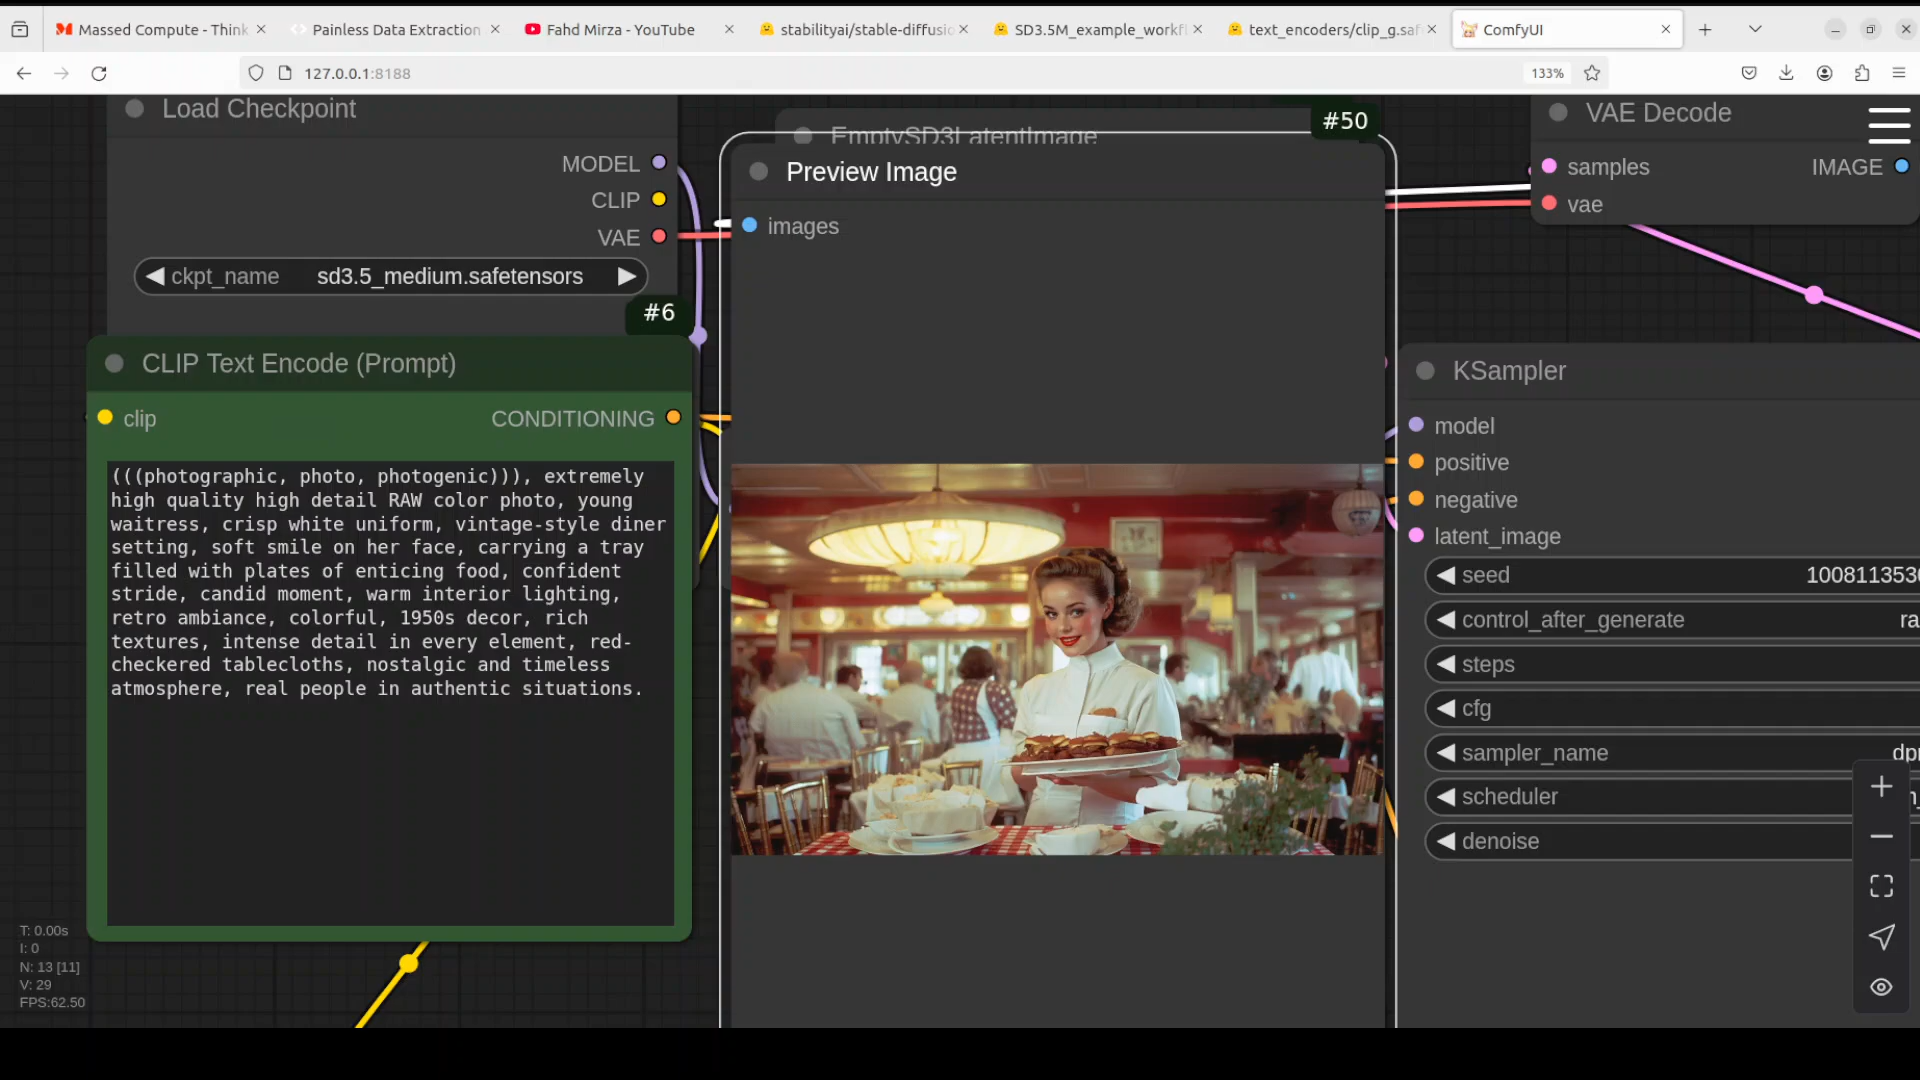 Massed Compute - Think
Painless Data Extraction
Fahd Mirza - YouTube
stabilityai/stable-diffusio
SD3.5M_example_workfl
text_encoders/clip_g.saf
ComfyUI
127.0.0.1:8188
133%
Load Checkpoint
MODEL
CLIP
VAE
ckpt_name sd3.5_medium.safetensors
#6
CLIP Text Encode (Prompt)
clip CONDITIONING
(((photographic, photo, photogenic))), extremely
high quality high detail RAW color photo, young
waitress, crisp white uniform, vintage-style diner
setting, soft smile on her face, carrying a tray
filled with plates of enticing food, confident
stride, candid moment, warm interior lighting,
retro ambiance, colorful, 1950s decor, rich
textures, intense detail in every element, red-
checkered tablecloths, nostalgic and timeless
atmosphere, real people in authentic situations.
EmptySD3LatentImage
#50
Preview Image
images
VAE Decode
samples IMAGE
vae
KSampler
model
positive
negative
latent_image
seed 1008113530
control_after_generate ra
steps
cfg
sampler_name dpr
scheduler
denoise
T: 0.00s
I: 0
N: 13 [11]
V: 29
FPS:62.50